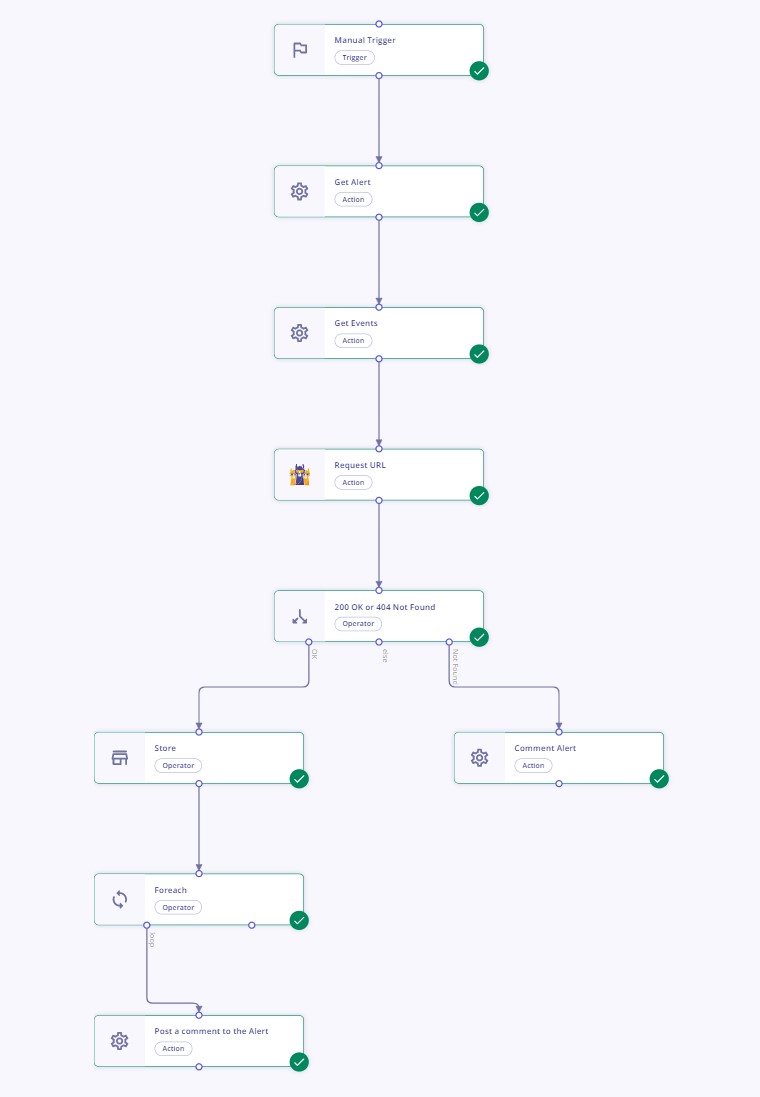 Manual Trigger
Trigger
Get Alert
Action
Get Events
Action
Request URL
Action
200 OK or 404 Not Found
Operator
OK
else
Not Found
Store
Operator
Comment Alert
Action
Foreach
Operator
loop
Post a comment to the Alert
Action